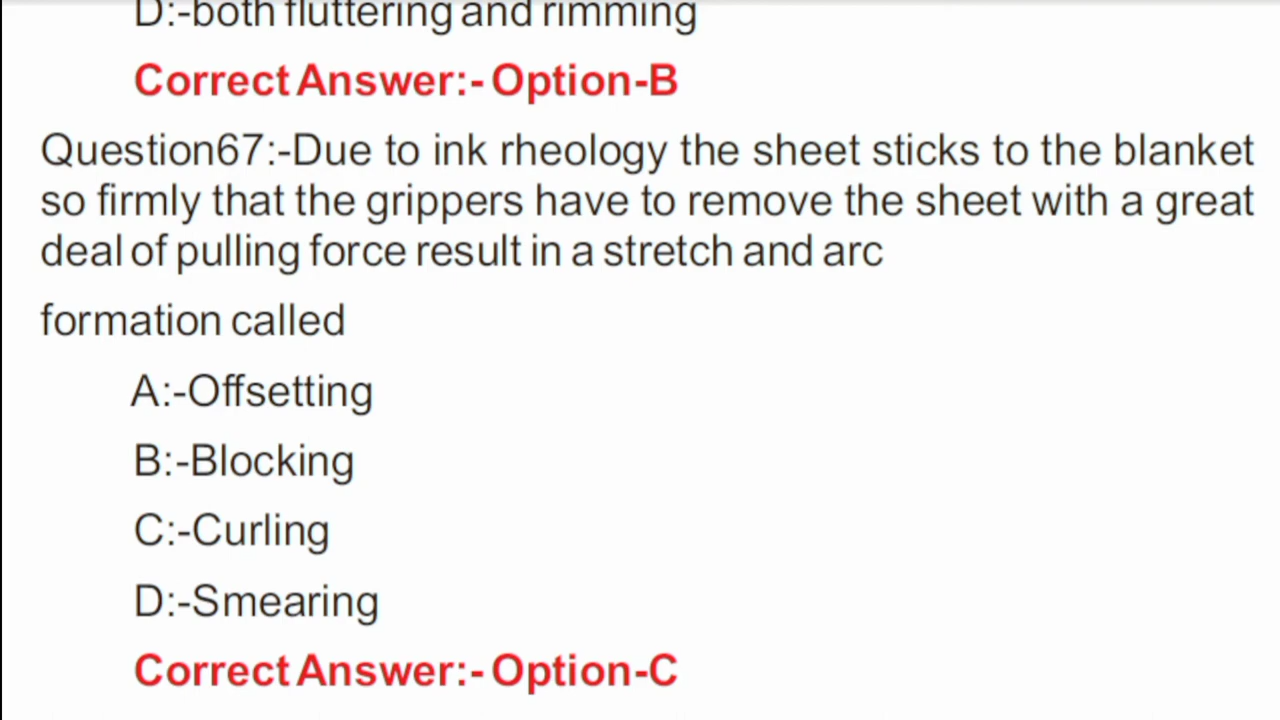 D:-both fluttering and rimming
Correct Answer:- Option-B
Question67:-Due to ink rheology the sheet sticks to the blanket
so firmly that the grippers have to remove the sheet with a great
deal of pulling force result in a stretch and arc
formation called
A:-Offsetting
B:-Blocking
C:-Curling
D:-Smearing
Correct Answer:- Option-C